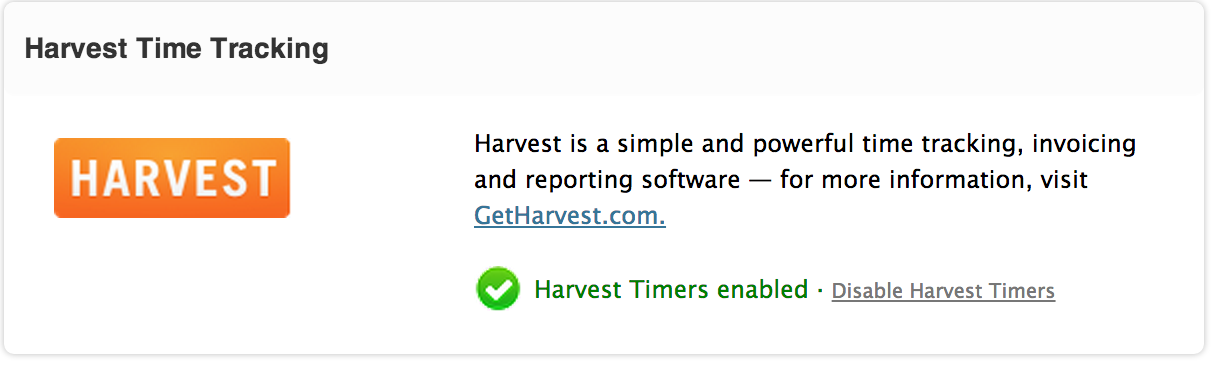 Harvest Time Tracking
HARVEST
Harvest is a simple and powerful time tracking, invoicing
and reporting software — for more information, visit
GetHarvest.com.
Harvest Timers enabled · Disable Harvest Timers